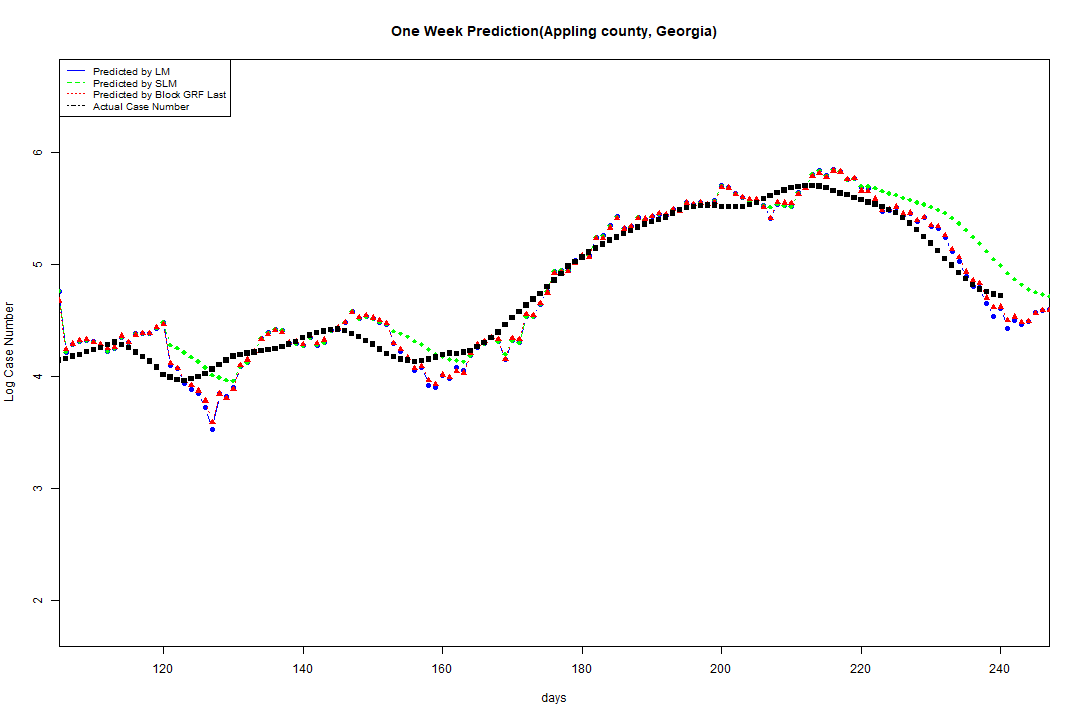 One Week Prediction(Appling county, Georgia)
Predicted by LM
Predicted by SLM
Predicted by Block GRF Last
Actual Case Number
6
5
4
3
2
Log Case Number
120 140 160 180 200 220 240
days